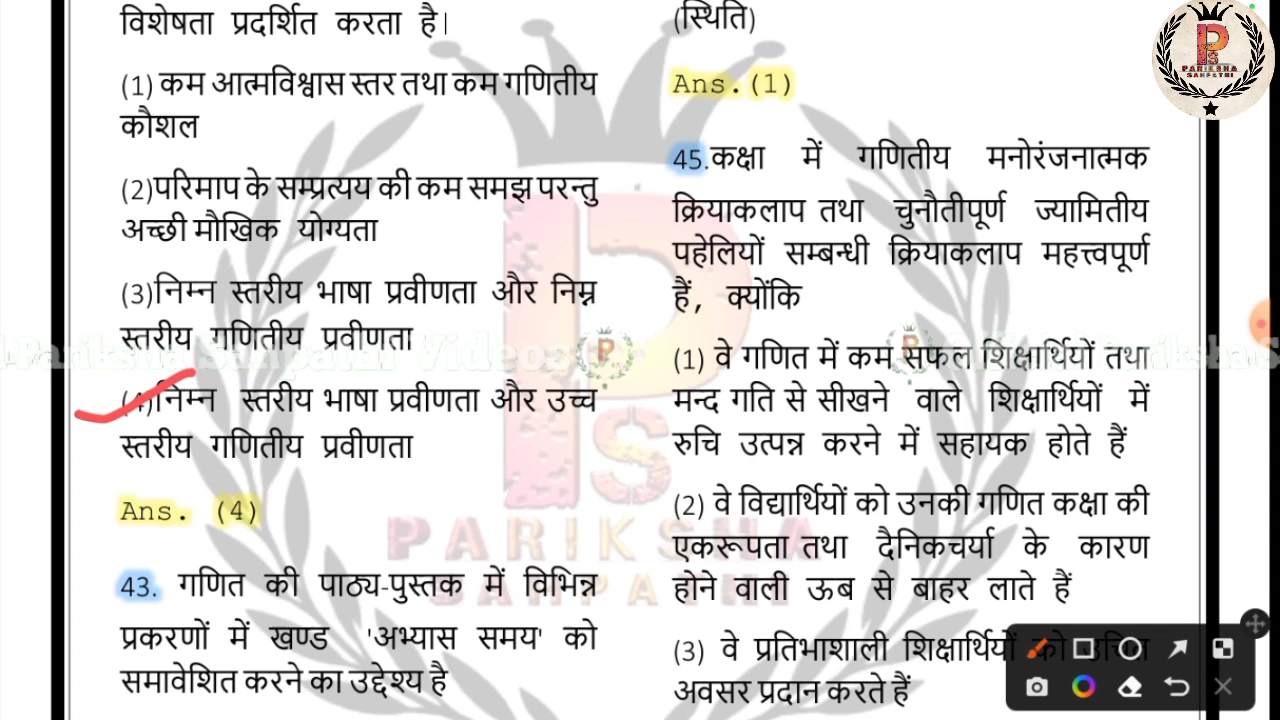 विशेषता प्रदर्शित करता है।
(1) कम आत्मविश्वास स्तर तथा कम गणितीय
कौशल
(2)परिमाप के सम्प्रत्यय की कम समझ परन्तु
अच्छी मौखिक योग्यता
(3)निम्न स्तरीय भाषा प्रवीणता और निम्न
स्तरीय गणितीय प्रवीणता
(4)निम्न स्तरीय भाषा प्रवीणता और उच्च
स्तरीय गणितीय प्रवीणता
Ans. (4)
43. गणित की पाठ्य-पुस्तक में विभिन्न
प्रकरणों में खण्ड 'अभ्यास समय' को
समावेशित करने का उद्देश्य है
(स्थिति)
Ans.(1)
45.कक्षा में गणितीय मनोरंजनात्मक
क्रियाकलाप तथा चुनौतीपूर्ण ज्यामितीय
पहेलियों सम्बन्धी क्रियाकलाप महत्त्वपूर्ण
हैं, क्योंकि
(1) वे गणित में कम सफल शिक्षार्थियों तथा
मन्द गति से सीखने वाले शिक्षार्थियों में
रुचि उत्पन्न करने में सहायक होते हैं
(2) वे विद्यार्थियों को उनकी गणित कक्षा की
एकरूपता तथा दैनिकचर्या के कारण
होने वाली ऊब से बाहर लाते हैं
(3) वे प्रतिभाशाली शिक्षार्थियों को उचित
अवसर प्रदान करते हैं
PARIKSHA
SANPATHI
PARIKSHA
SANPATHI